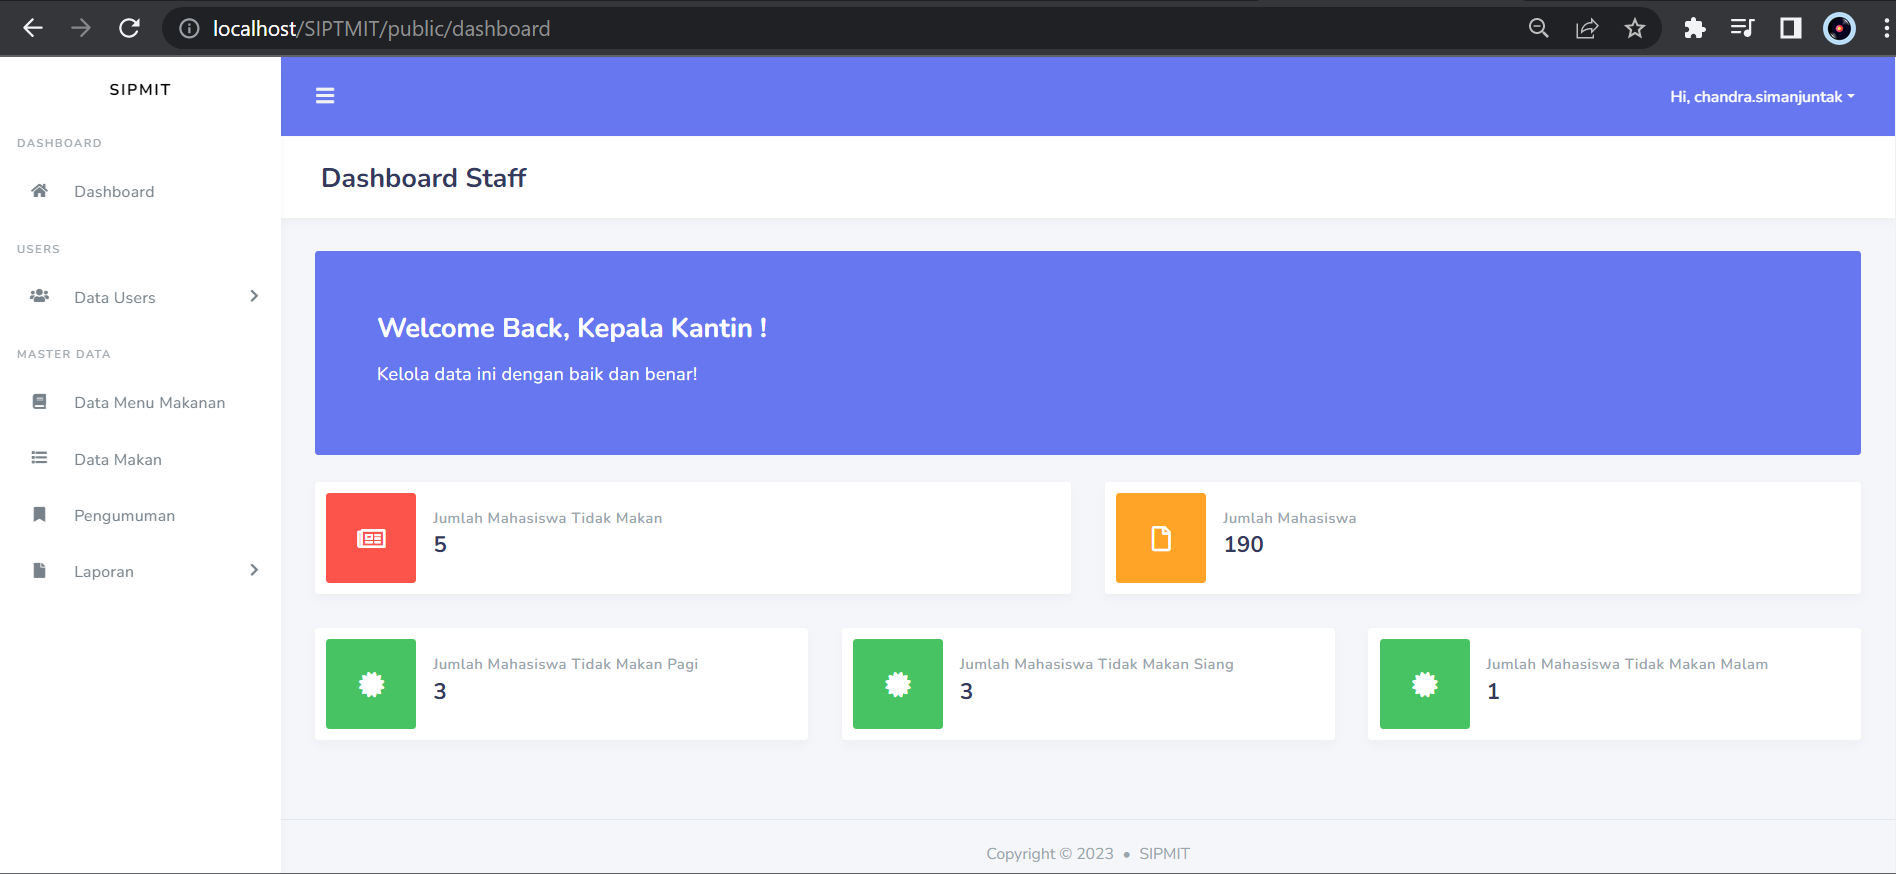 localhost/SIPTMIT/public/dashboard
SIPMIT
Hi, chandra.simanjuntak
DASHBOARD
Dashboard
USERS
Data Users
MASTER DATA
Data Menu Makanan
Data Makan
Pengumuman
Laporan
Dashboard Staff
Welcome Back, Kepala Kantin !
Kelola data ini dengan baik dan benar!
Jumlah Mahasiswa Tidak Makan
5
Jumlah Mahasiswa
190
Jumlah Mahasiswa Tidak Makan Pagi
3
Jumlah Mahasiswa Tidak Makan Siang
3
Jumlah Mahasiswa Tidak Makan Malam
1
Copyright © 2023 • SIPMIT